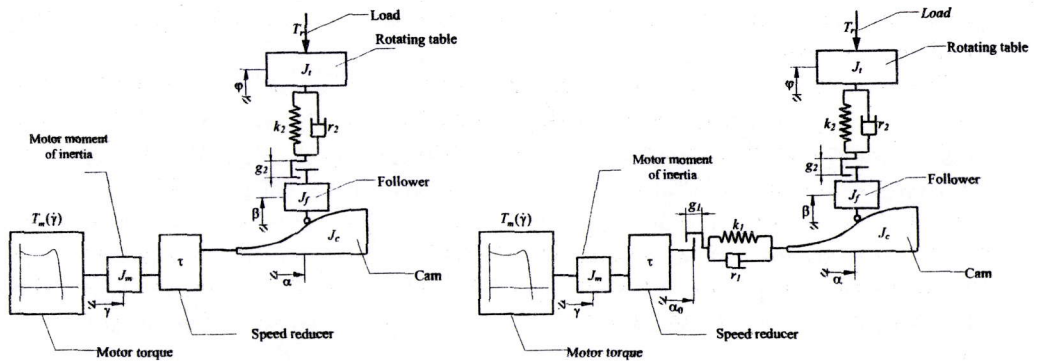 Load
T_r
Rotating table
J_t
φ
k_2
r_2
g_2
Motor moment
of inertia
J_f
Follower
β
T_m(γ̇)
J_c
J_m
τ
γ
α
Cam
Speed reducer
Motor torque
Load
T_r
Rotating table
J_t
φ
k_2
r_2
g_2
Motor moment
of inertia
J_f
Follower
β
g_1
k_1
T_m(γ̇)
J_c
J_m
τ
r_1
γ
α_0
α
Cam
Speed reducer
Motor torque